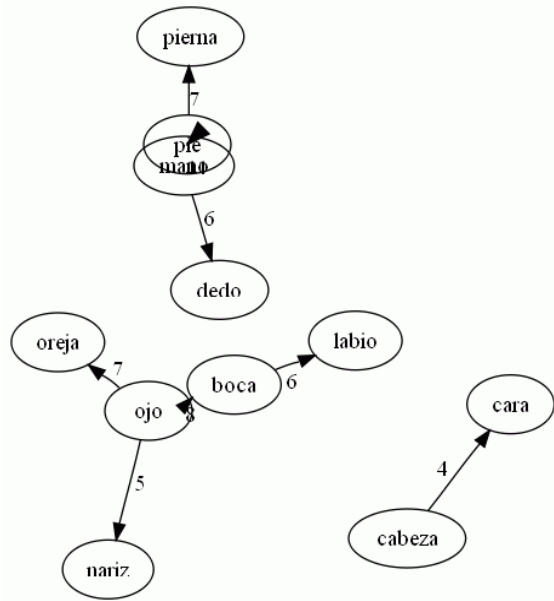 pierna
7
pie
mano
6
dedo
oreja
7
labio
boca
6
ojo
8
cara
4
5
cabeza
nariz